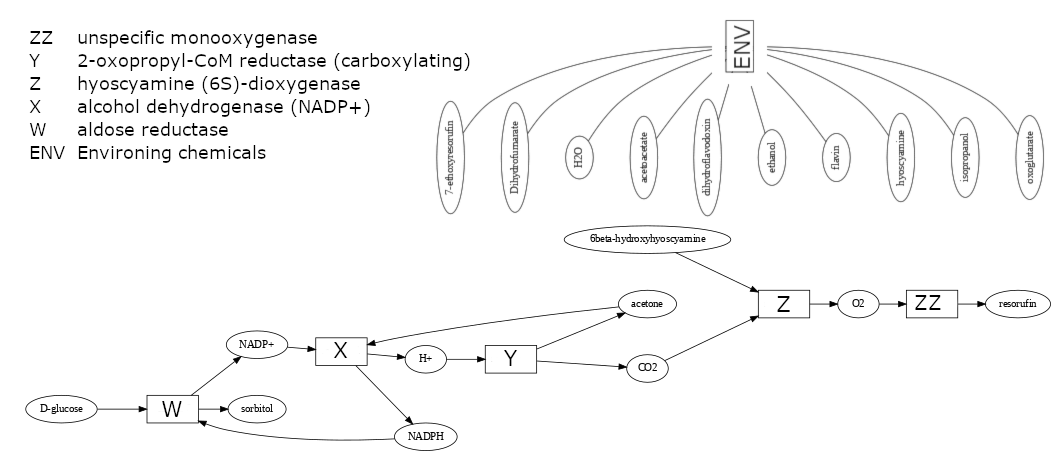 ZZ unspecific monooxygenase
Y 2-oxopropyl-CoM reductase (carboxylating)
Z hyoscyamine (6S)-dioxygenase
X alcohol dehydrogenase (NADP+)
W aldose reductase
ENV Environing chemicals
ENV
7-ethoxyresorufin
Dihydrofumarate
H2O
acetoacetate
dihydroflavodoxin
ethanol
flavin
hyoscyamine
isopropanol
oxoglutarate
6beta-hydroxyhyoscyamine
acetone
Z
O2
ZZ
resorufin
NADP+
X
H+
Y
CO2
D-glucose
W
sorbitol
NADPH